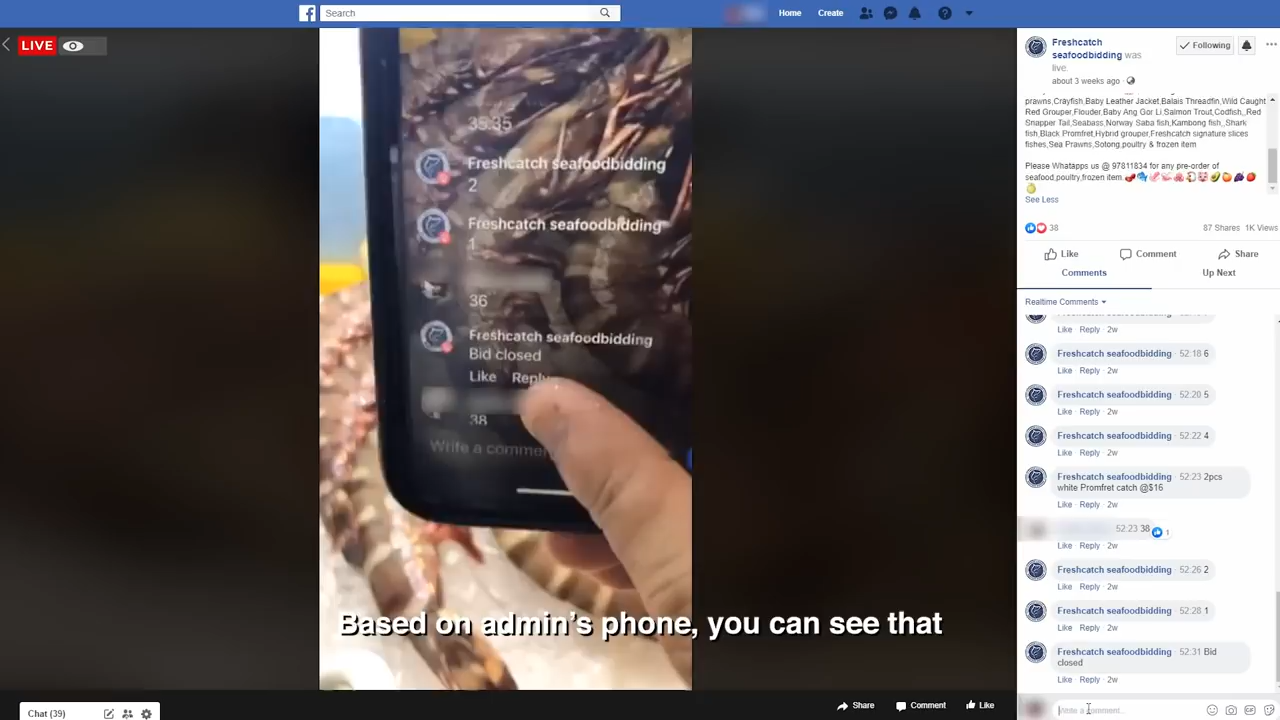 Search
Home
Create
LIVE
35.35
Freshcatch seafoodbidding
2
Freshcatch seafoodbidding
1
36
Freshcatch seafoodbidding
Bid closed
Like Reply
38
Based on admin's phone, you can see that
Share
Comment
Like
Chat (39)
Freshcatch
seafoodbidding was
live.
about 3 weeks ago
Following
prawns,Crayfish,Baby Leather Jacket,Balais Threadfin,Wild Caught
Red Grouper,Flouder,Baby Ang Gor Li,Salmon Trout,Codfish,,Red
Snapper Tail,Seabass,Norway Saba fish,Kambong fish,,Shark
fish,Black Promfret,Hybrid grouper,Freshcatch signature slices
fishes,Sea Prawns,Sotong,poultry & frozen item
Please Whatapps us @ 97811834 for any pre-order of
seafood,poultry,frozen item.
See Less
38
87 Shares 1K Views
Like
Comment
Share
Comments
Up Next
Realtime Comments
Like · Reply · 2w
Freshcatch seafoodbidding · 52:18 6
Like · Reply · 2w
Freshcatch seafoodbidding · 52:20 5
Like · Reply · 2w
Freshcatch seafoodbidding · 52:22 4
Like · Reply · 2w
Freshcatch seafoodbidding · 52:23 2pcs
white Promfret catch @$16
Like · Reply · 2w
52:23 38
1
Like · Reply · 2w
Freshcatch seafoodbidding · 52:26 2
Like · Reply · 2w
Freshcatch seafoodbidding · 52:28 1
Like · Reply · 2w
Freshcatch seafoodbidding · 52:31 Bid
closed
Like · Reply · 2w
Write a comment...